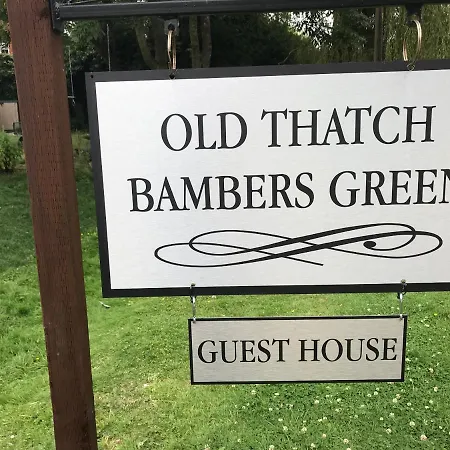 OLD THATCH
BAMBERS GREEN
GUEST HOUSE